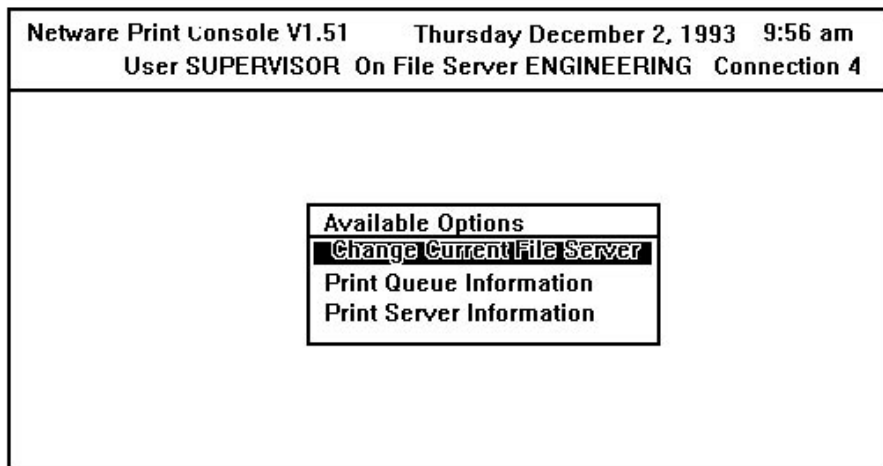 Netware Print Console V1.51 Thursday December 2, 1993 9:56 am
User SUPERVISOR On File Server ENGINEERING Connection 4
Available Options
Change Current File Server
Print Queue Information
Print Server Information